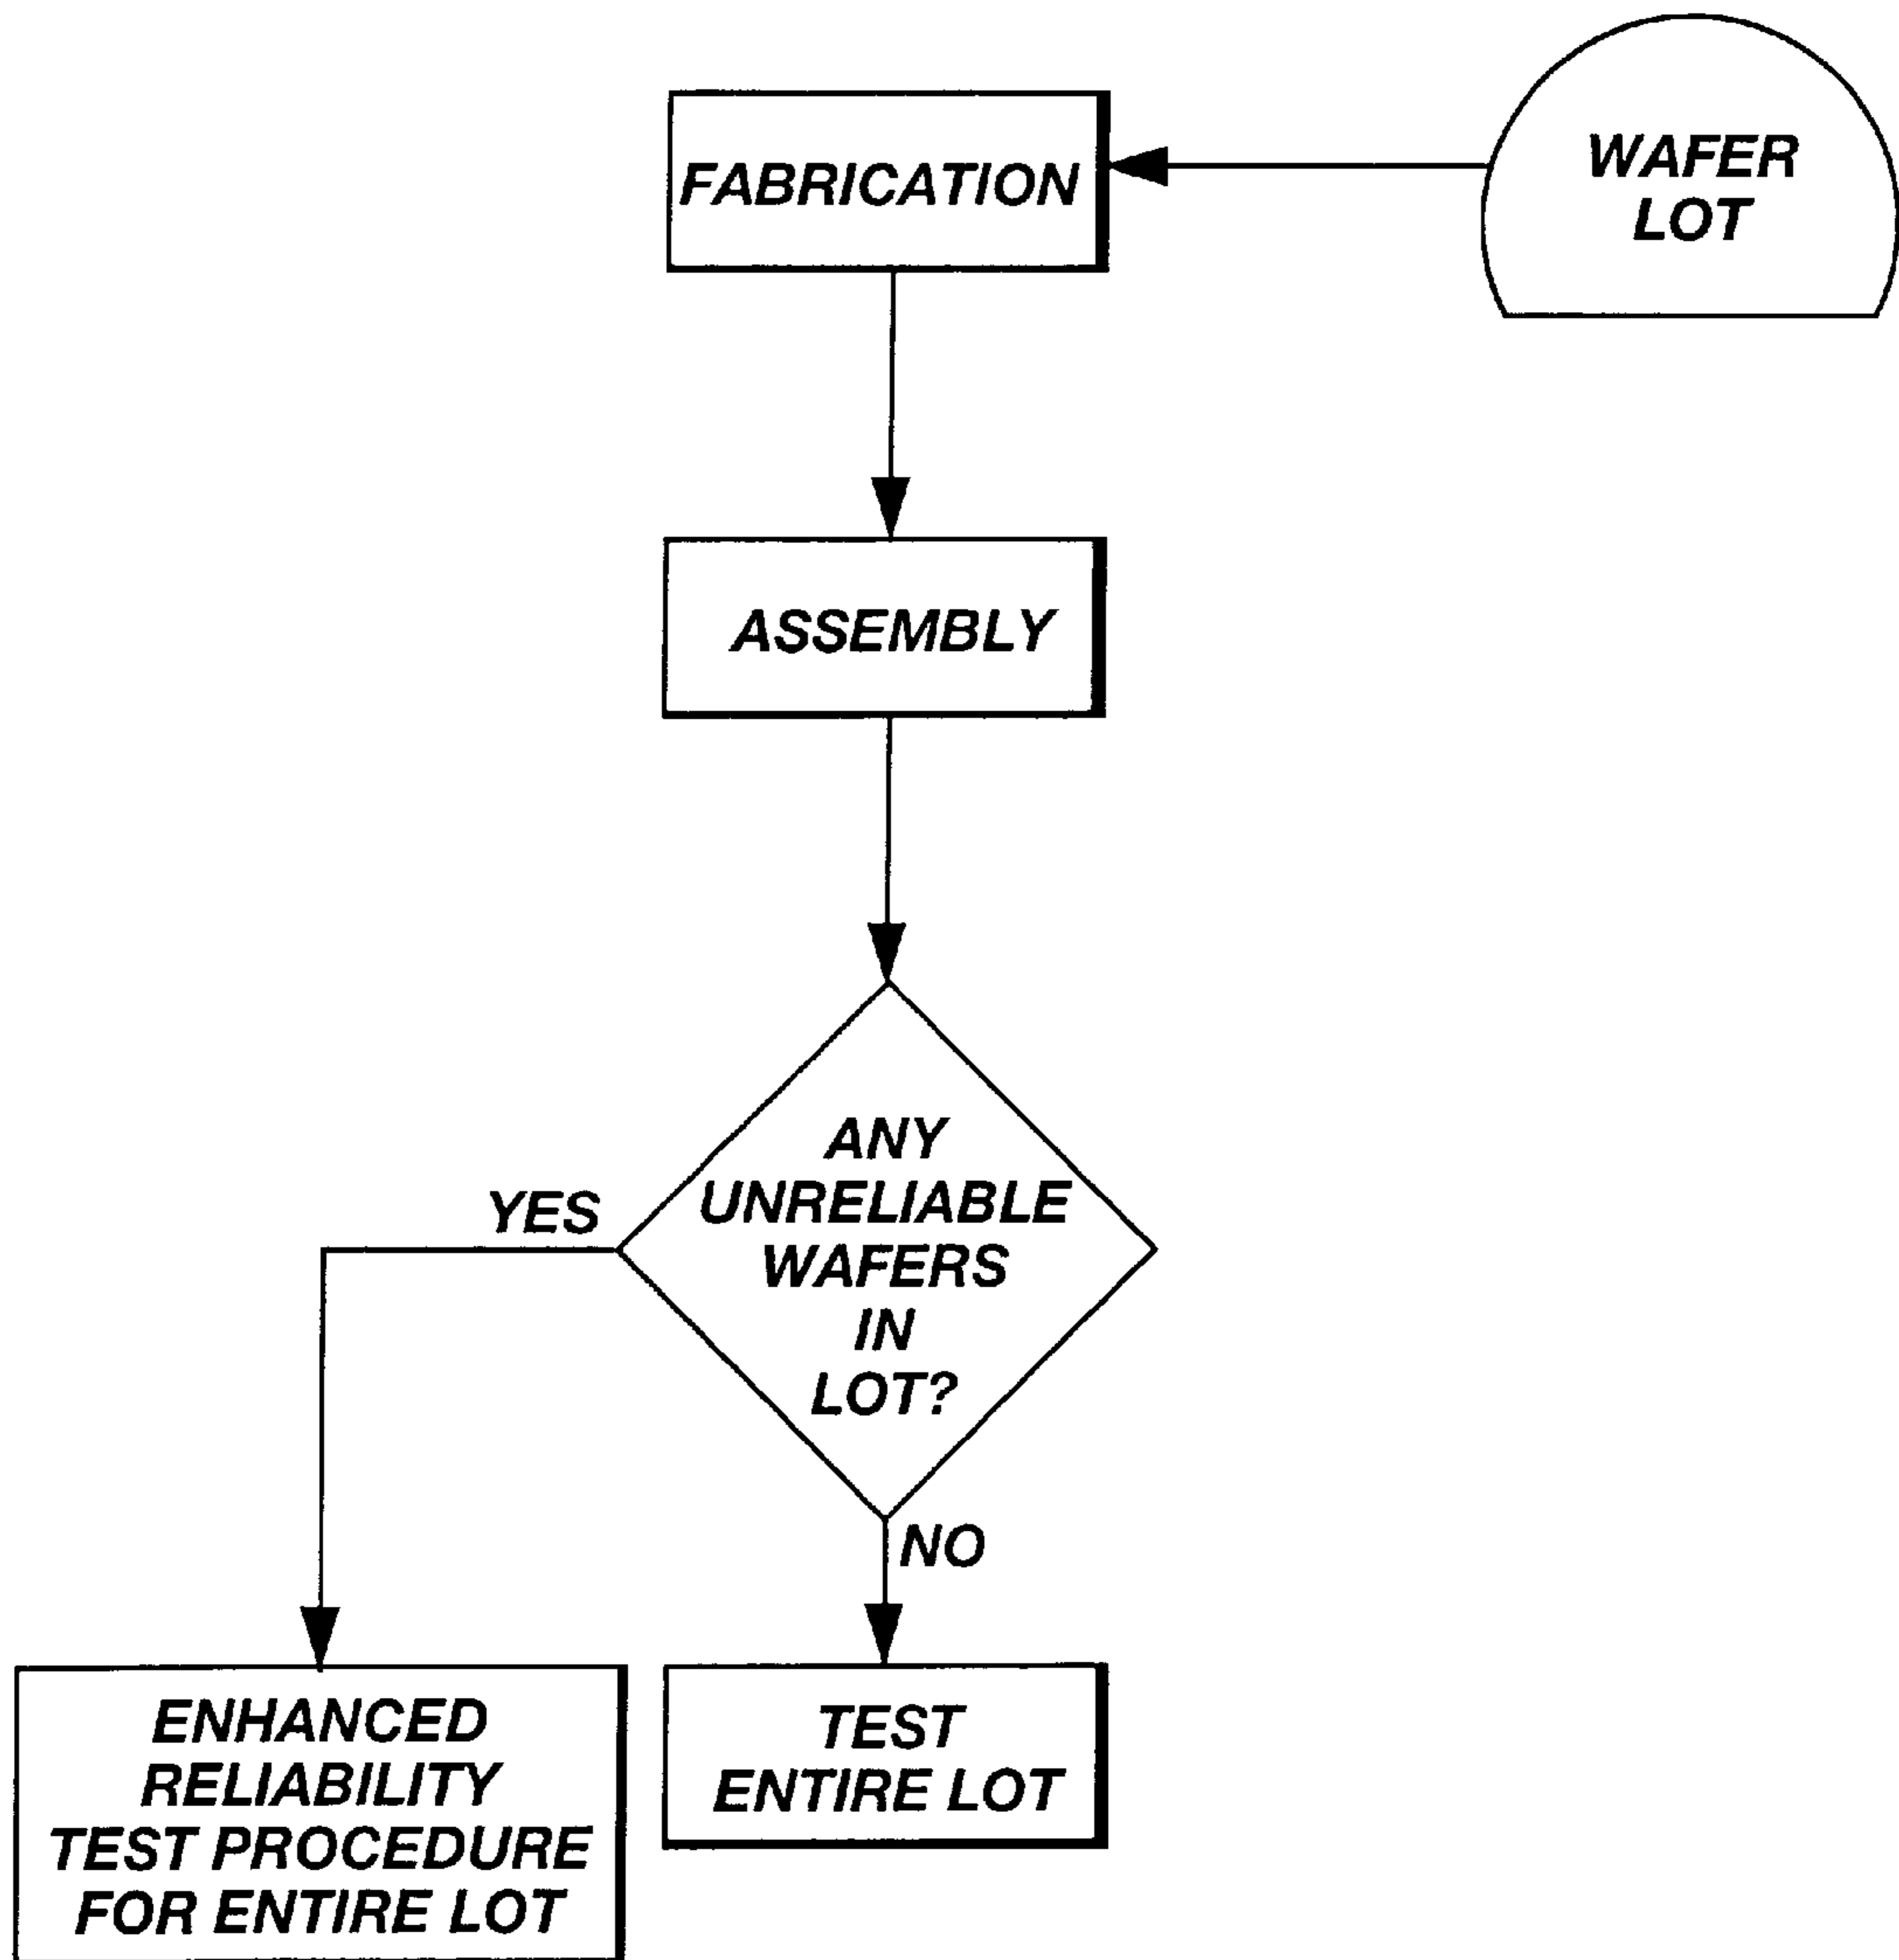 WAFER
LOT
FABRICATION
ASSEMBLY
ANY
UNRELIABLE
WAFERS
IN
LOT?
YES
NO
ENHANCED
RELIABILITY
TEST PROCEDURE
FOR ENTIRE LOT
TEST
ENTIRE LOT